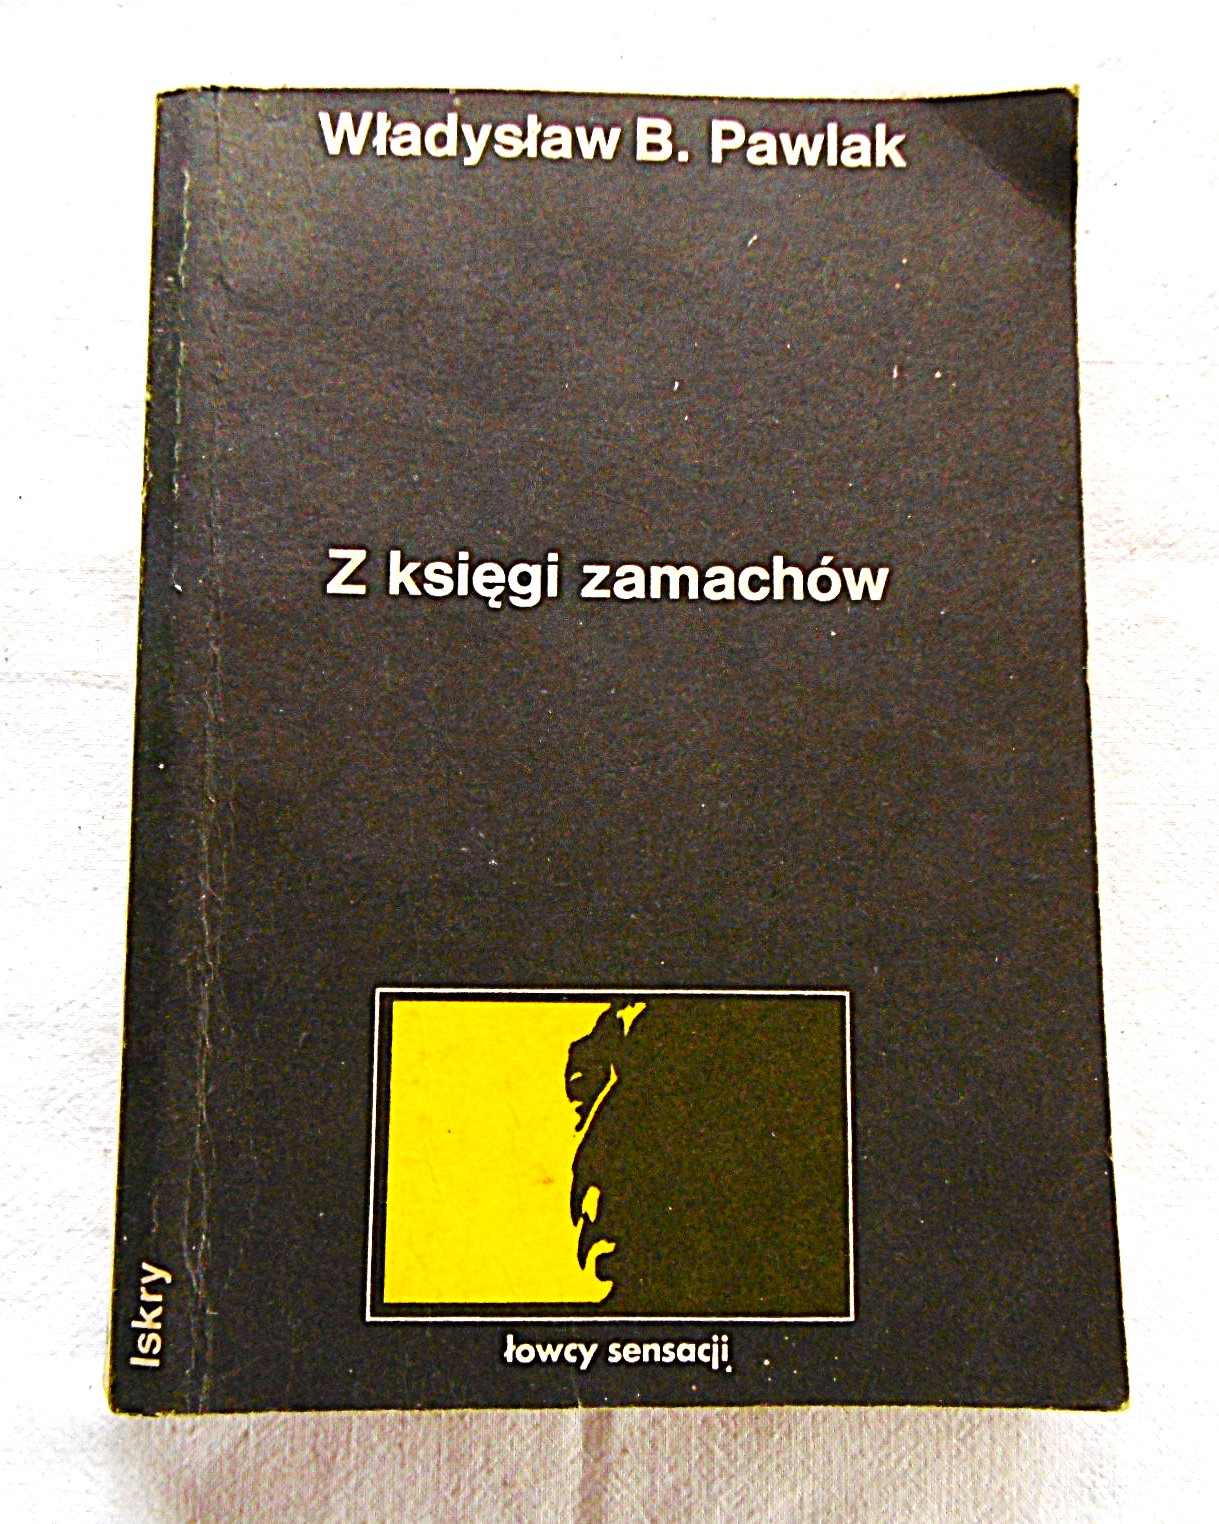 Władysław B. Pawlak
Z księgi zamachów
Iskry
łowcy sensacji